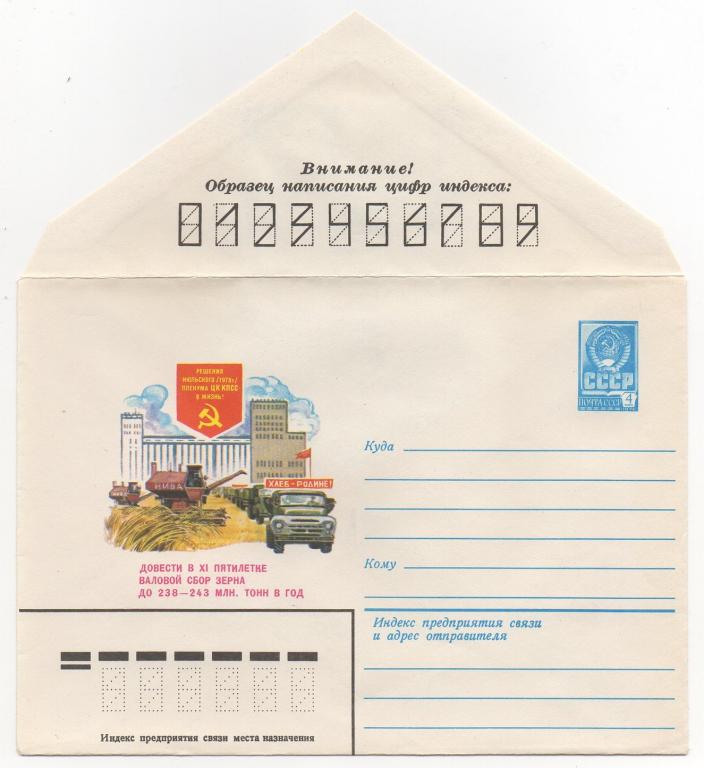 Внимание!
Образец написания цифр индекса:
0123456789
РЕШЕНИЯ
ИЮЛЬСКОГО /1978г/
ПЛЕНУМА ЦК КПСС
В ЖИЗНЬ!
НИВА
ХЛЕБ-РОДИНЕ!
ДОВЕСТИ В XI ПЯТИЛЕТКЕ
ВАЛОВОЙ СБОР ЗЕРНА
ДО 238—243 МЛН. ТОНН В ГОД
СССР
ПОЧТА СССР 4
Куда
Кому
Индекс предприятия связи
и адрес отправителя
Индекс предприятия связи места назначения